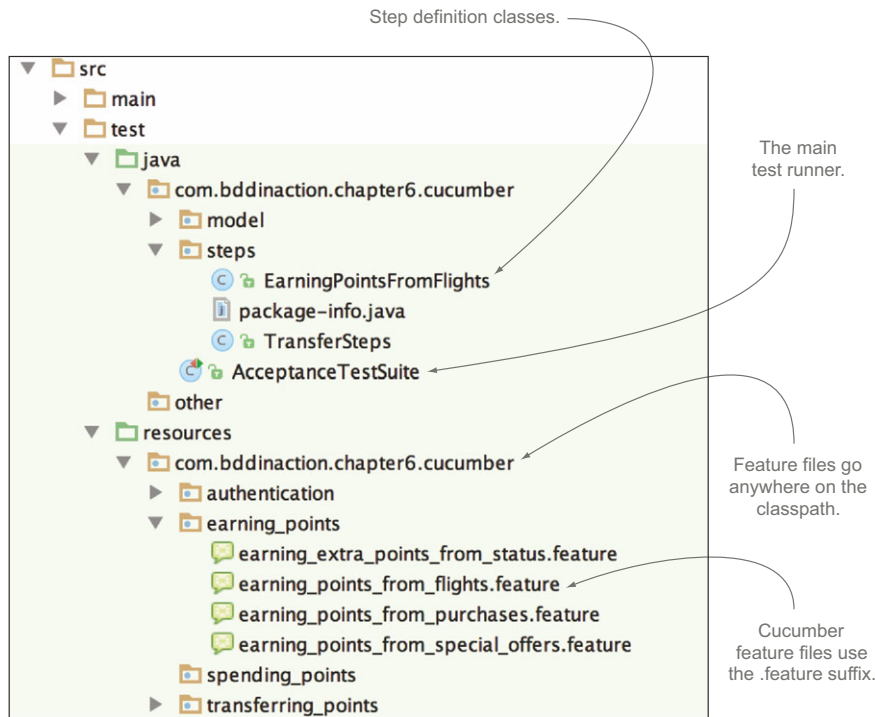 Step definition classes.
src
main
test
java
com.bddinaction.chapter6.cucumber
model
steps
C EarningPointsFromFlights
J package-info.java
C TransferSteps
C AcceptanceTestSuite
other
resources
com.bddinaction.chapter6.cucumber
authentication
earning_points
earning_extra_points_from_status.feature
earning_points_from_flights.feature
earning_points_from_purchases.feature
earning_points_from_special_offers.feature
spending_points
transferring_points
The main
test runner.
Feature files go
anywhere on the
classpath.
Cucumber
feature files use
the .feature suffix.